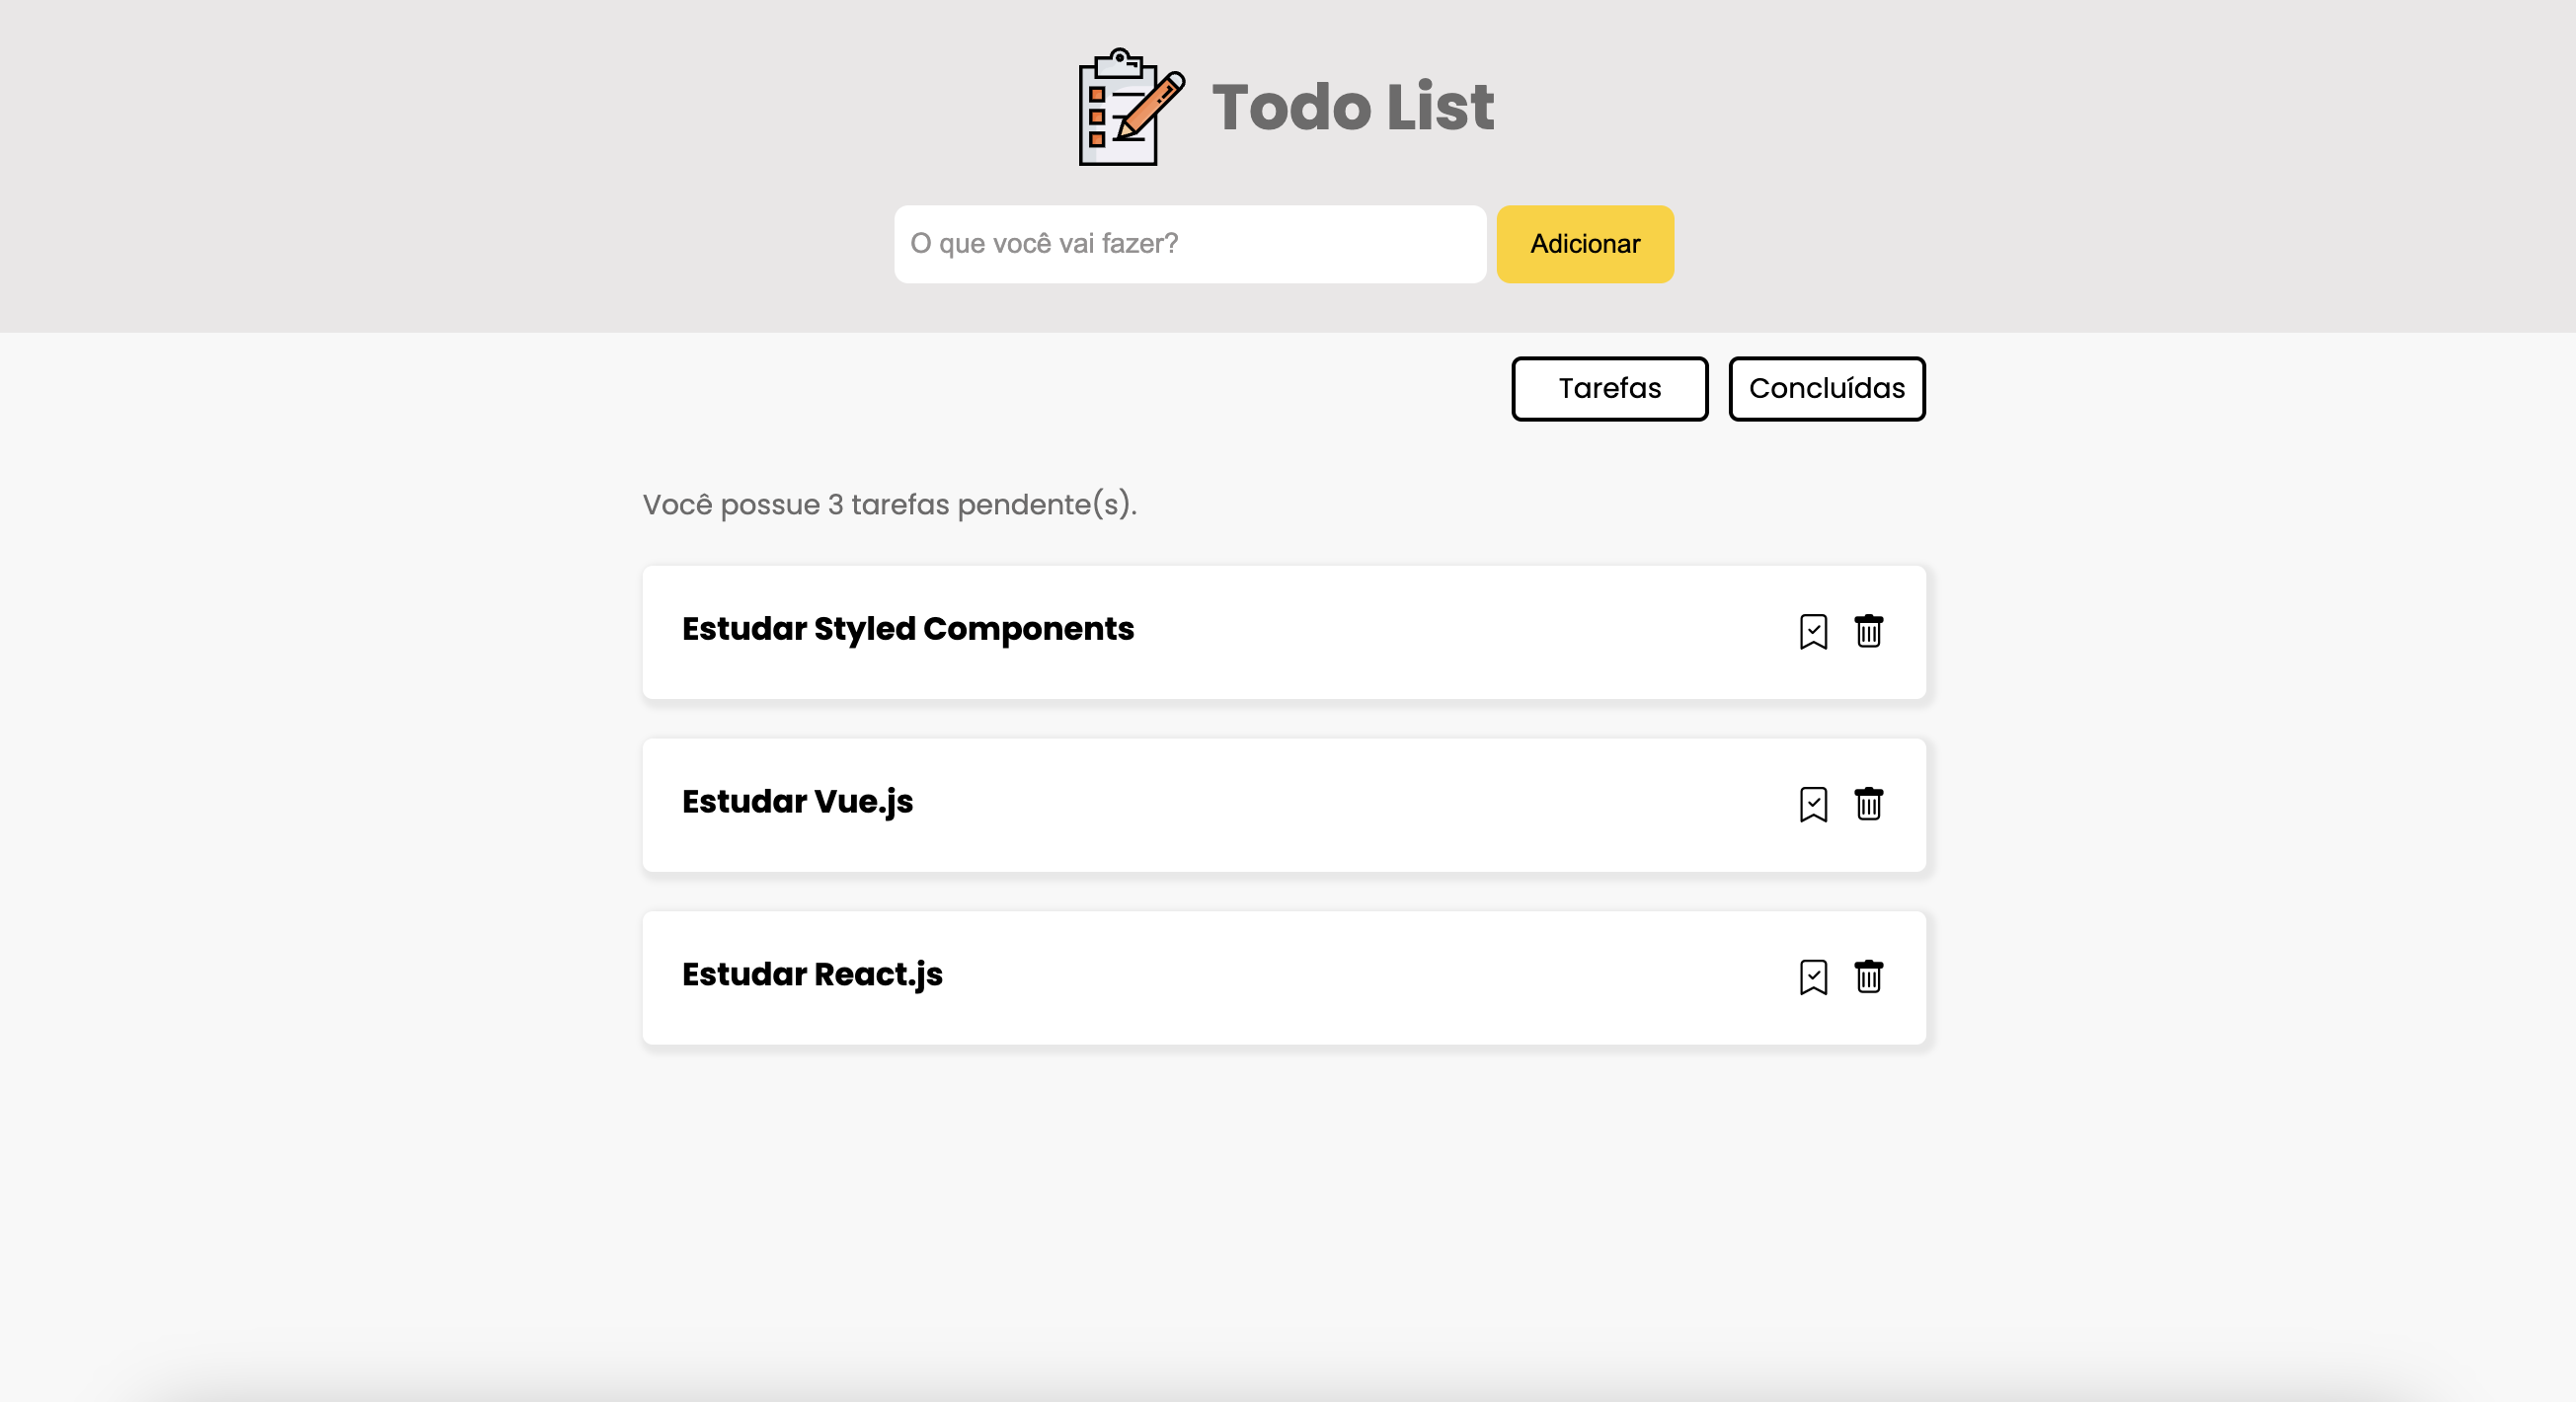 Todo List
O que você vai fazer?
Adicionar
Tarefas
Concluídas
Você possue 3 tarefas pendente(s).
Estudar Styled Components
Estudar Vue.js
Estudar React.js